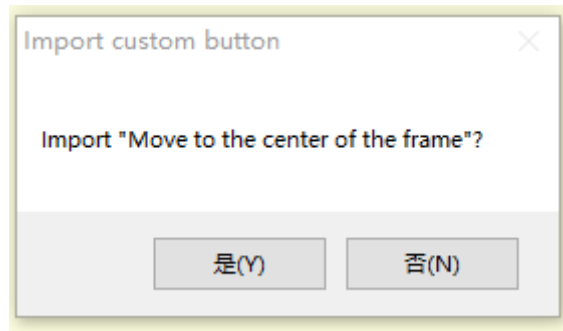 Import custom button
Import "Move to the center of the frame"?
是(Y) 否(N)